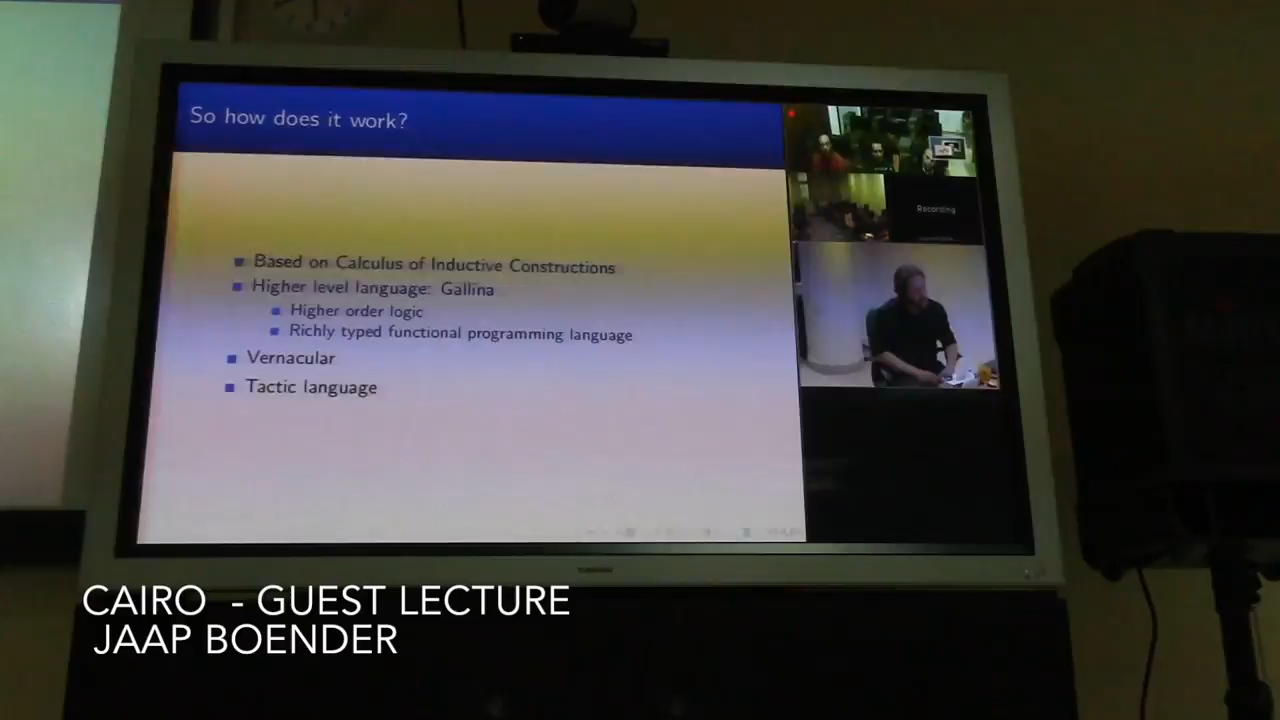 So how does it work?
Recording
Based on Calculus of Inductive Constructions
Higher level language: Gallina
Higher order logic
Richly typed functional programming language
Vernacular
Tactic language
CAIRO - GUEST LECTURE
JAAP BOENDER